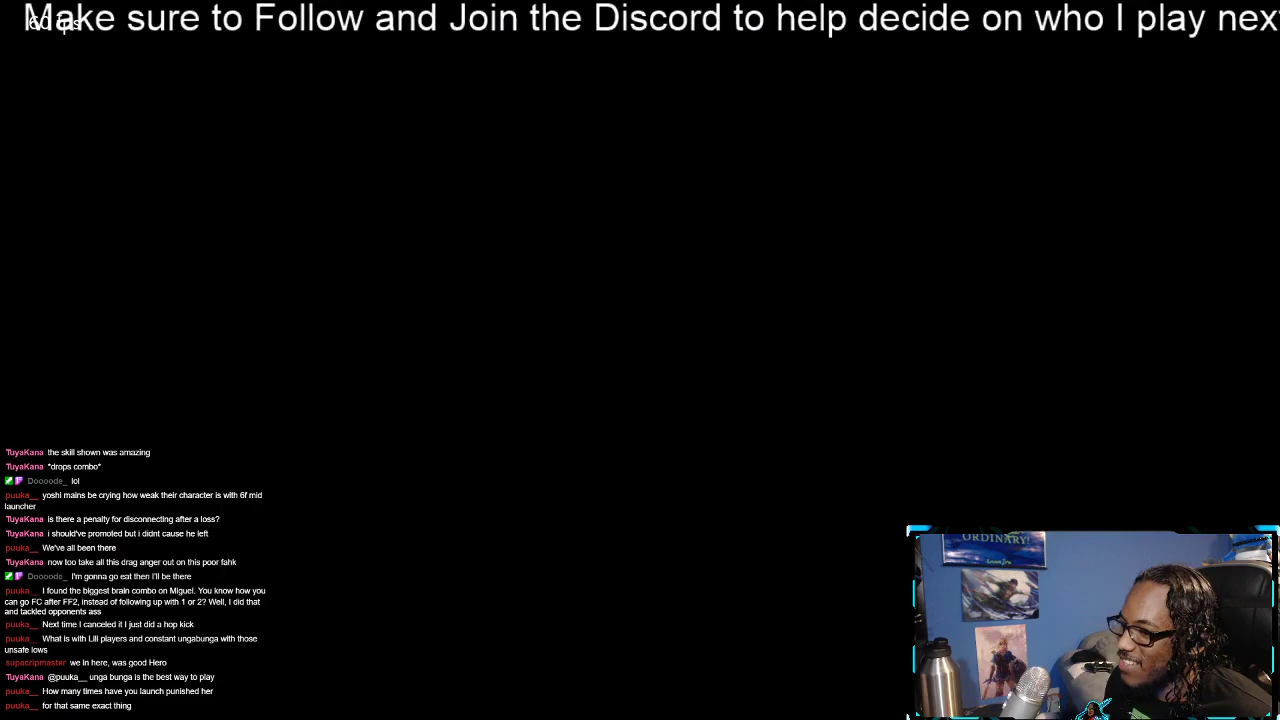 Make sure to Follow and Join the Discord to help decide on who I play next
60 fps
TuyaKana the skill shown was amazing
TuyaKana *drops combo*
Doooode_ lol
puuka__ yoshi mains be crying how weak their character is with 6f mid
launcher
TuyaKana is there a penalty for disconnecting after a loss?
TuyaKana i should've promoted but i didnt cause he left
puuka__ We've all been there
TuyaKana now too take all this drag anger out on this poor fahk
Doooode_ I'm gonna go eat then I'll be there
puuka__ I found the biggest brain combo on Miguel. You know how you
can go FC after FF2, instead of following up with 1 or 2? Well, I did that
and tackled opponents ass
puuka__ Next time I canceled it I just did a hop kick
puuka__ What is with Lili players and constant ungabunga with those
unsafe lows
supacripmaster we in here, was good Hero
TuyaKana @puuka__ unga bunga is the best way to play
puuka__ How many times have you launch punished her
puuka__ for that same exact thing
ORDINARY!